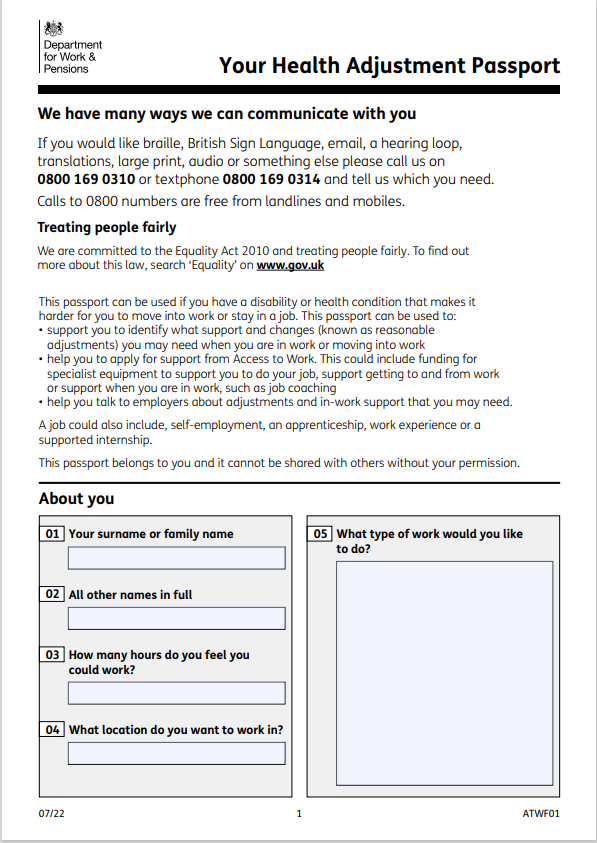 Department
for Work &
Pensions
Your Health Adjustment Passport
We have many ways we can communicate with you
If you would like braille, British Sign Language, email, a hearing loop,
translations, large print, audio or something else please call us on
0800 169 0310 or textphone 0800 169 0314 and tell us which you need.
Calls to 0800 numbers are free from landlines and mobiles.
Treating people fairly
We are committed to the Equality Act 2010 and treating people fairly. To find out
more about this law, search ‘Equality’ on www.gov.uk
This passport can be used if you have a disability or health condition that makes it
harder for you to move into work or stay in a job. This passport can be used to:
• support you to identify what support and changes (known as reasonable
adjustments) you may need when you are in work or moving into work
• help you to apply for support from Access to Work. This could include funding for
specialist equipment to support you to do your job, support getting to and from work
or support when you are in work, such as job coaching
• help you talk to employers about adjustments and in-work support that you may need.
A job could also include, self-employment, an apprenticeship, work experience or a
supported internship.
This passport belongs to you and it cannot be shared with others without your permission.
About you
01 Your surname or family name
02 All other names in full
03 How many hours do you feel you
could work?
04 What location do you want to work in?
05 What type of work would you like
to do?
07/22
1
ATWF01